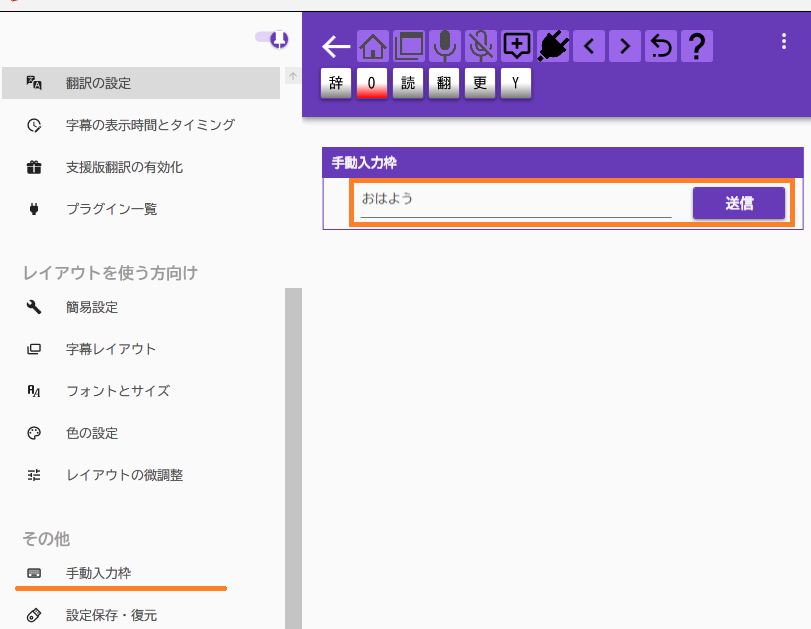 翻訳の設定
字幕の表示時間とタイミング
支援版翻訳の有効化
プラグイン一覧
レイアウトを使う方向け
簡易設定
字幕レイアウト
フォントとサイズ
色の設定
レイアウトの微調整
その他
手動入力枠
設定保存・復元
辞 0 読 翻 更 Y
手動入力枠
おはよう
送信